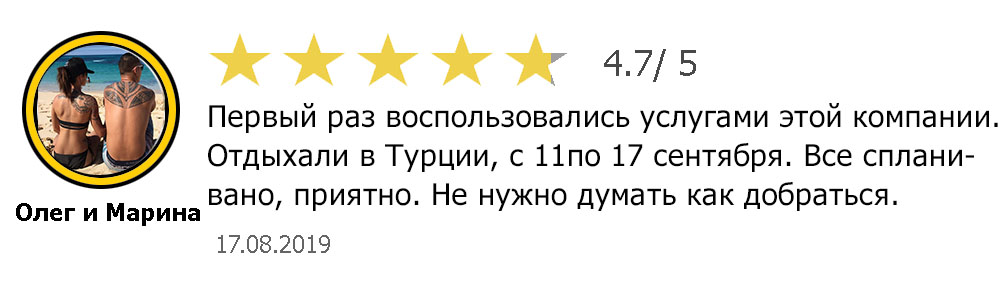 4.7/ 5
Первый раз воспользовались услугами этой компании.
Отдыхали в Турции, с 11по 17 сентября. Все сплани-
вано, приятно. Не нужно думать как добраться.
Олег и Марина
17.08.2019